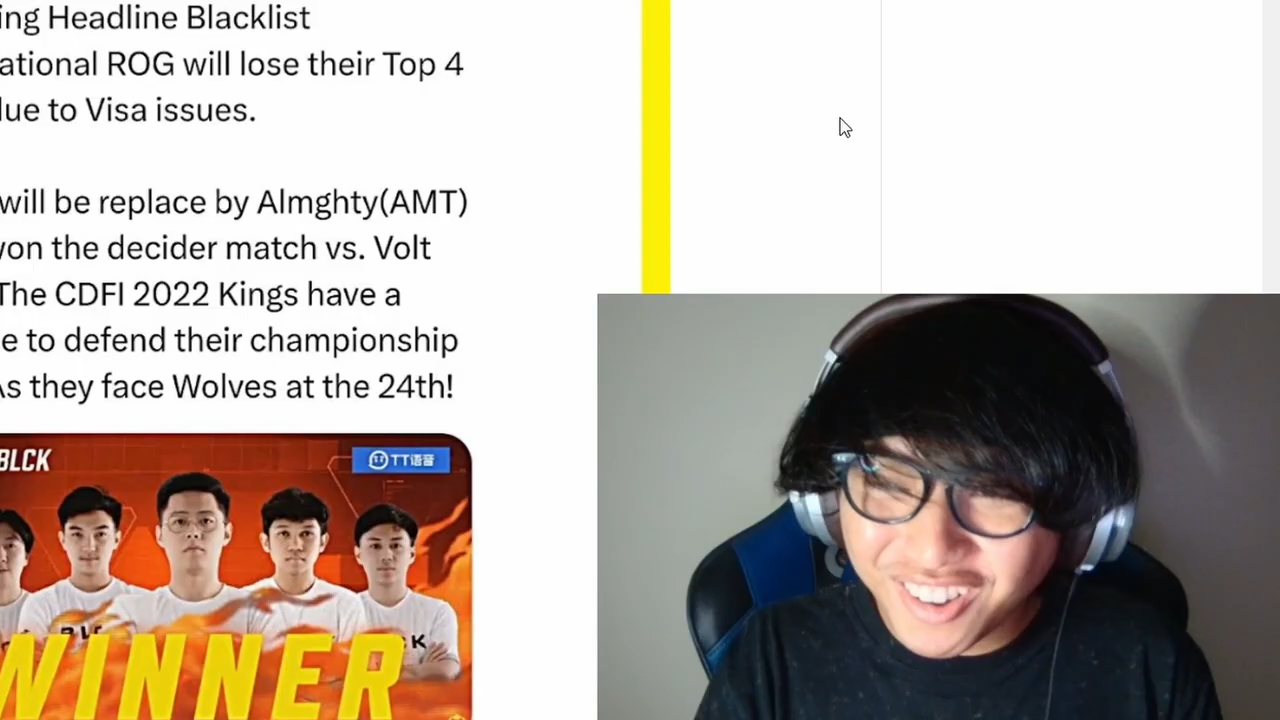 ing Headline Blacklist
ational ROG will lose their Top 4
lue to Visa issues.
will be replace by Almghty(AMT)
won the decider match vs. Volt
The CDFI 2022 Kings have a
e to defend their championship
As they face Wolves at the 24th!
BLCK
TT语音
WINNER